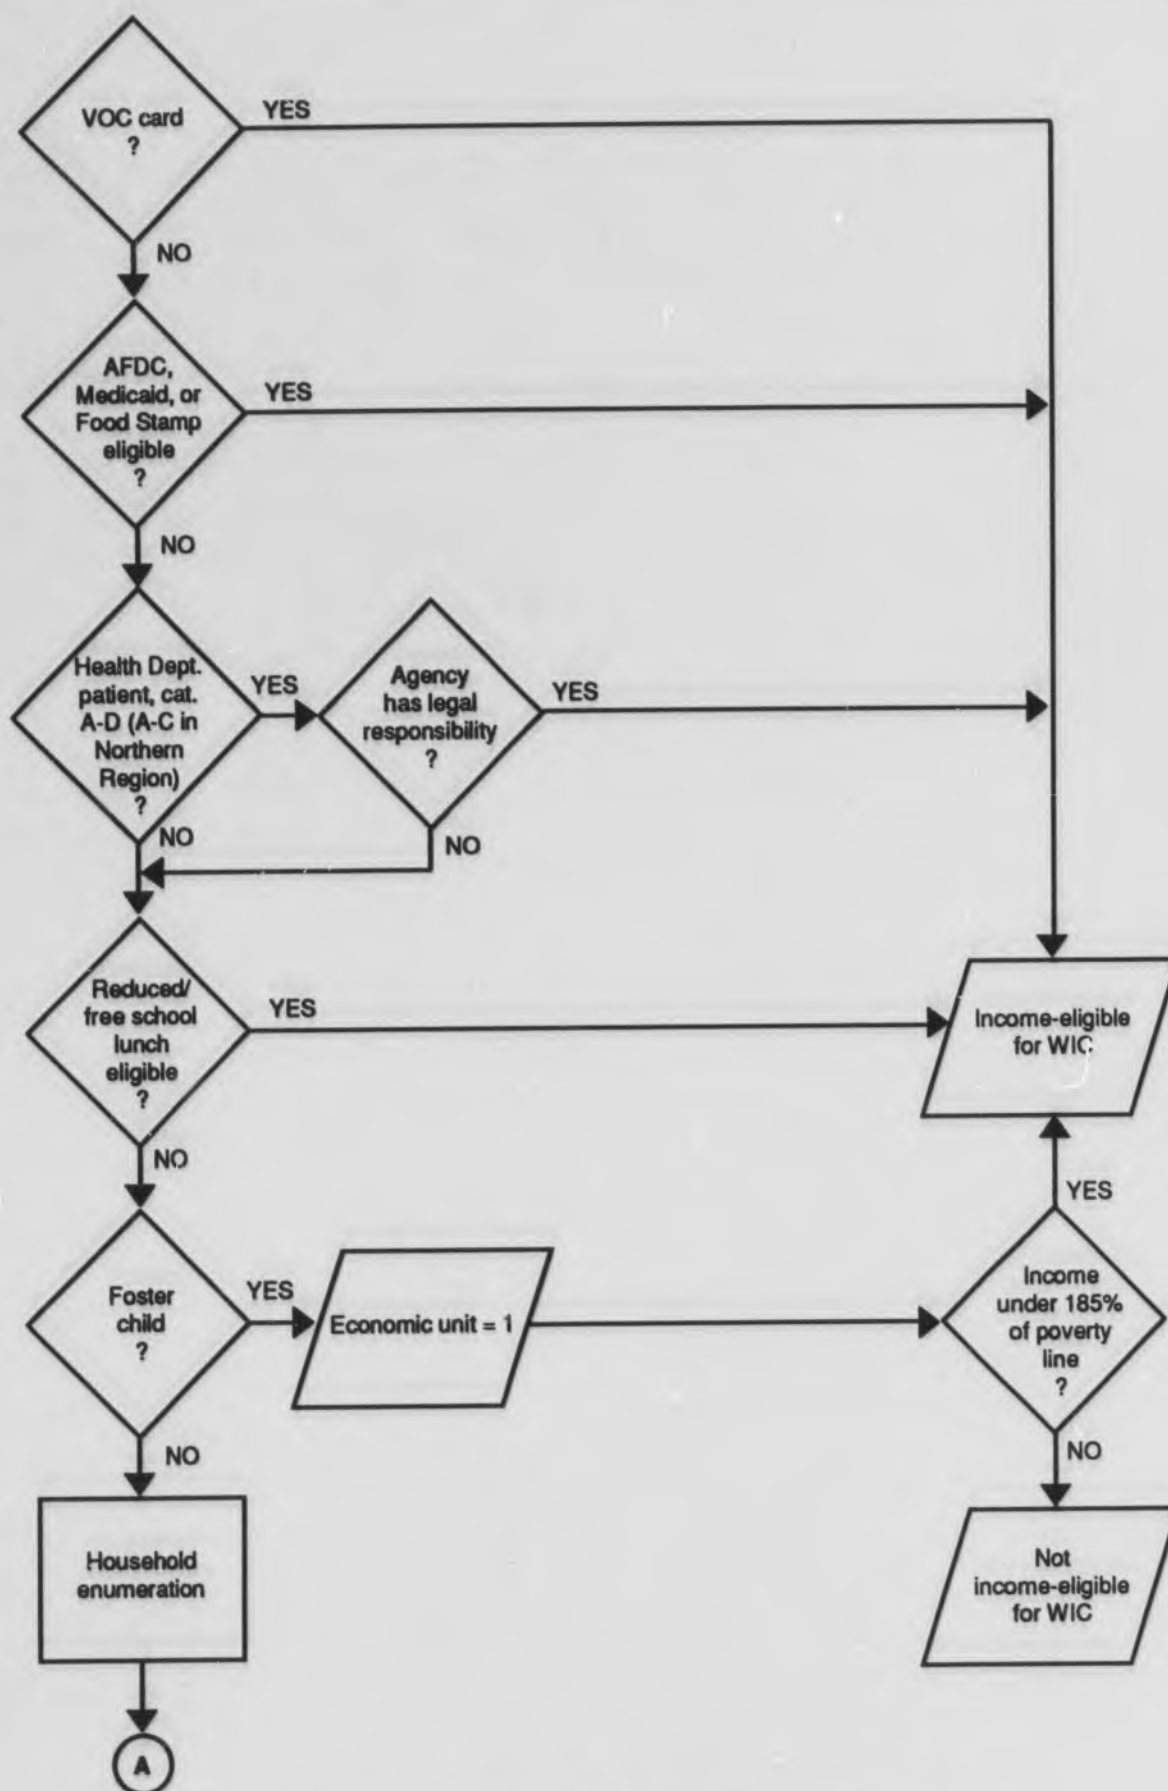 VOC card
?
YES
NO
AFDC,
Medicaid, or
Food Stamp
eligible
?
YES
NO
Health Dept.
patient, cat.
A-D (A-C in
Northern
Region)
?
YES
NO
Agency
has legal
responsibility
?
YES
NO
Reduced/
free school
lunch
eligible
?
YES
NO
Income-eligible
for WIC
Foster
child
?
YES
NO
Economic unit = 1
Income
under 185%
of poverty
line
?
YES
NO
Household
enumeration
Not
income-eligible
for WIC
A